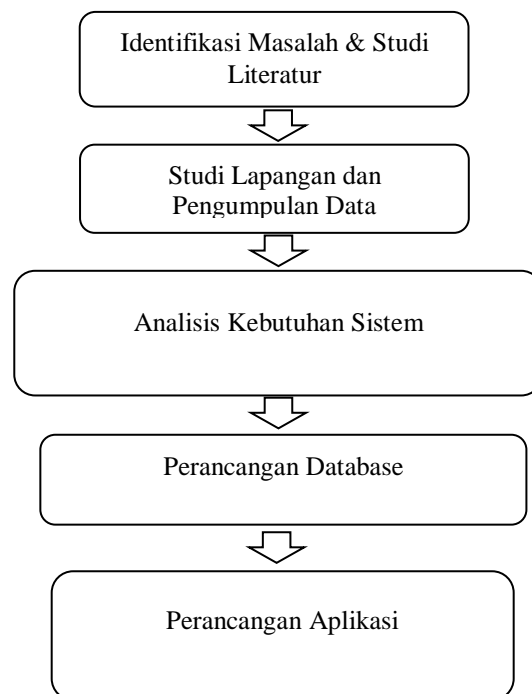 Identifikasi Masalah & Studi
Literatur
Studi Lapangan dan
Pengumpulan Data
Analisis Kebutuhan Sistem
Perancangan Database
Perancangan Aplikasi